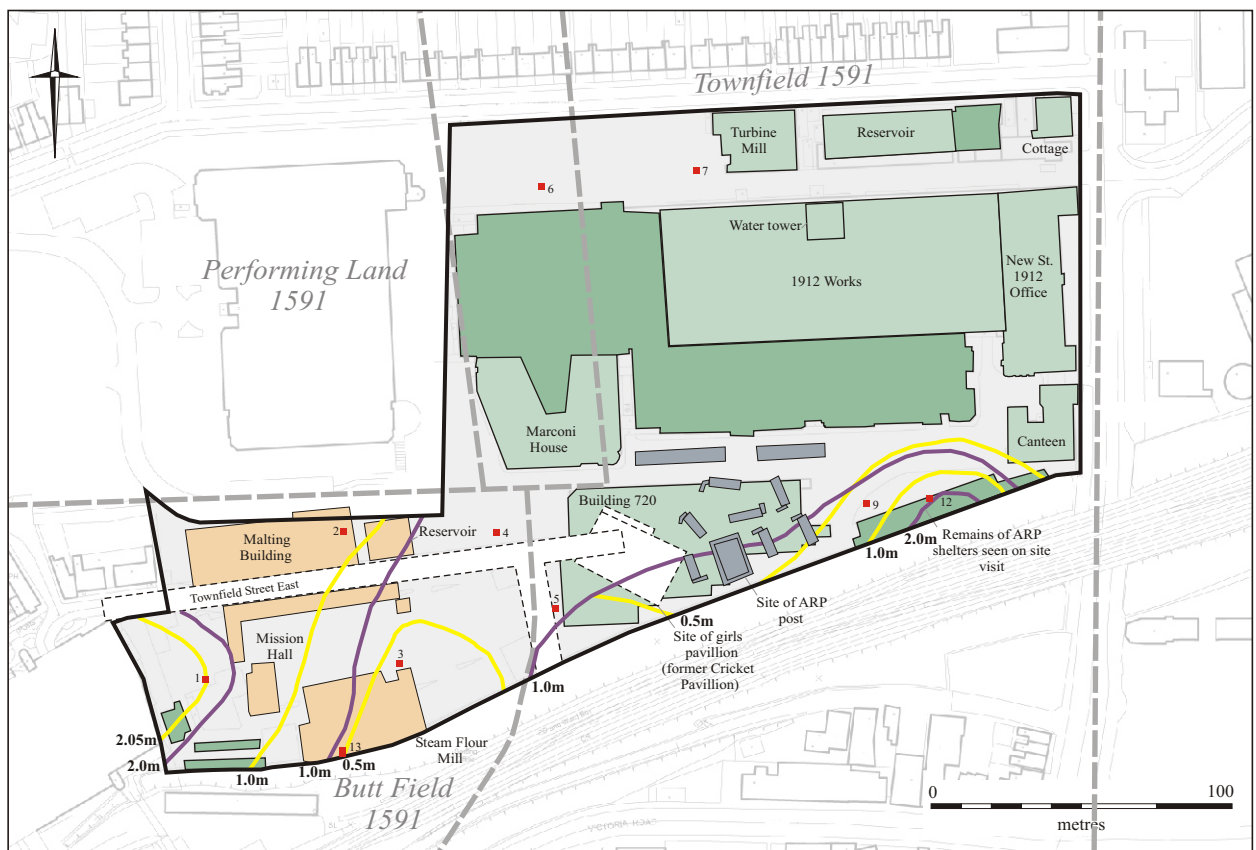 Townfield 1591
Turbine
Mill
Reservoir
Cottage
7
6
Water tower
Performing Land
1591
1912 Works
New St.
1912
Office
Marconi
House
Canteen
Building 720
9
12
Malting
Building
2
Reservoir
4
1.0m
2.0m
Remains of ARP
shelters seen on site
visit
Townfield Street East
5
Site of ARP
post
0.5m
Site of girls
pavilion
(former Cricket
Pavillion)
Mission
Hall
3
1
1.0m
2.05m
2.0m
1.0m
1.0m
0.5m
13
Steam Flour
Mill
Butt Field
1591
0
100
metres
VICTORIA ROAD